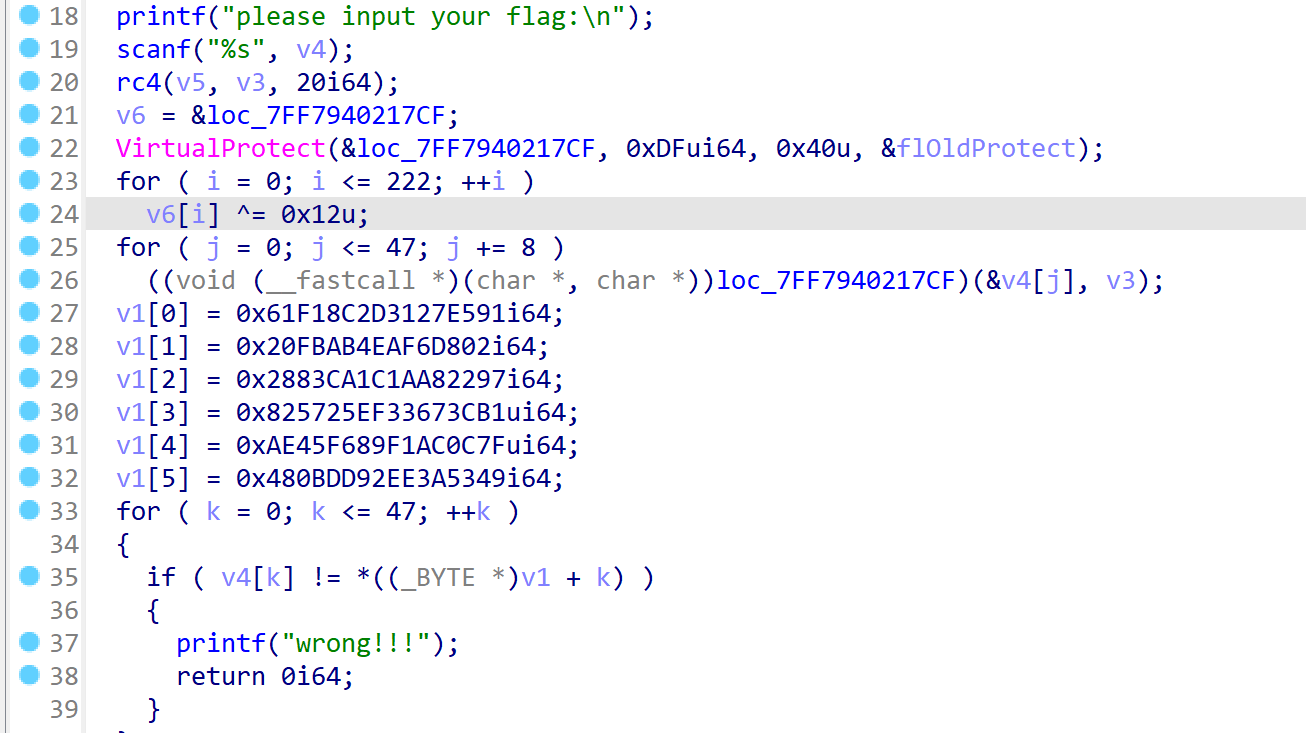 18 printf("please input your flag:\n");
19 scanf("%s", v4);
20 rc4(v5, v3, 20i64);
21 v6 = &loc_7FF7940217CF;
22 VirtualProtect(&loc_7FF7940217CF, 0xDFui64, 0x40u, &flOldProtect);
23 for ( i = 0; i <= 222; ++i )
24 v6[i] ^= 0x12u;
25 for ( j = 0; j <= 47; j += 8 )
26 ((void (__fastcall *)(char *, char *))loc_7FF7940217CF)(&v4[j], v3);
27 v1[0] = 0x61F18C2D3127E591i64;
28 v1[1] = 0x20FBAB4EAF6D802i64;
29 v1[2] = 0x2883CA1C1AA82297i64;
30 v1[3] = 0x825725EF33673CB1ui64;
31 v1[4] = 0xAE45F689F1AC0C7Fui64;
32 v1[5] = 0x480BDD92EE3A5349i64;
33 for ( k = 0; k <= 47; ++k )
34 {
35 if ( v4[k] != *((_BYTE *)v1 + k) )
36 {
37 printf("wrong!!!");
38 return 0i64;
39 }